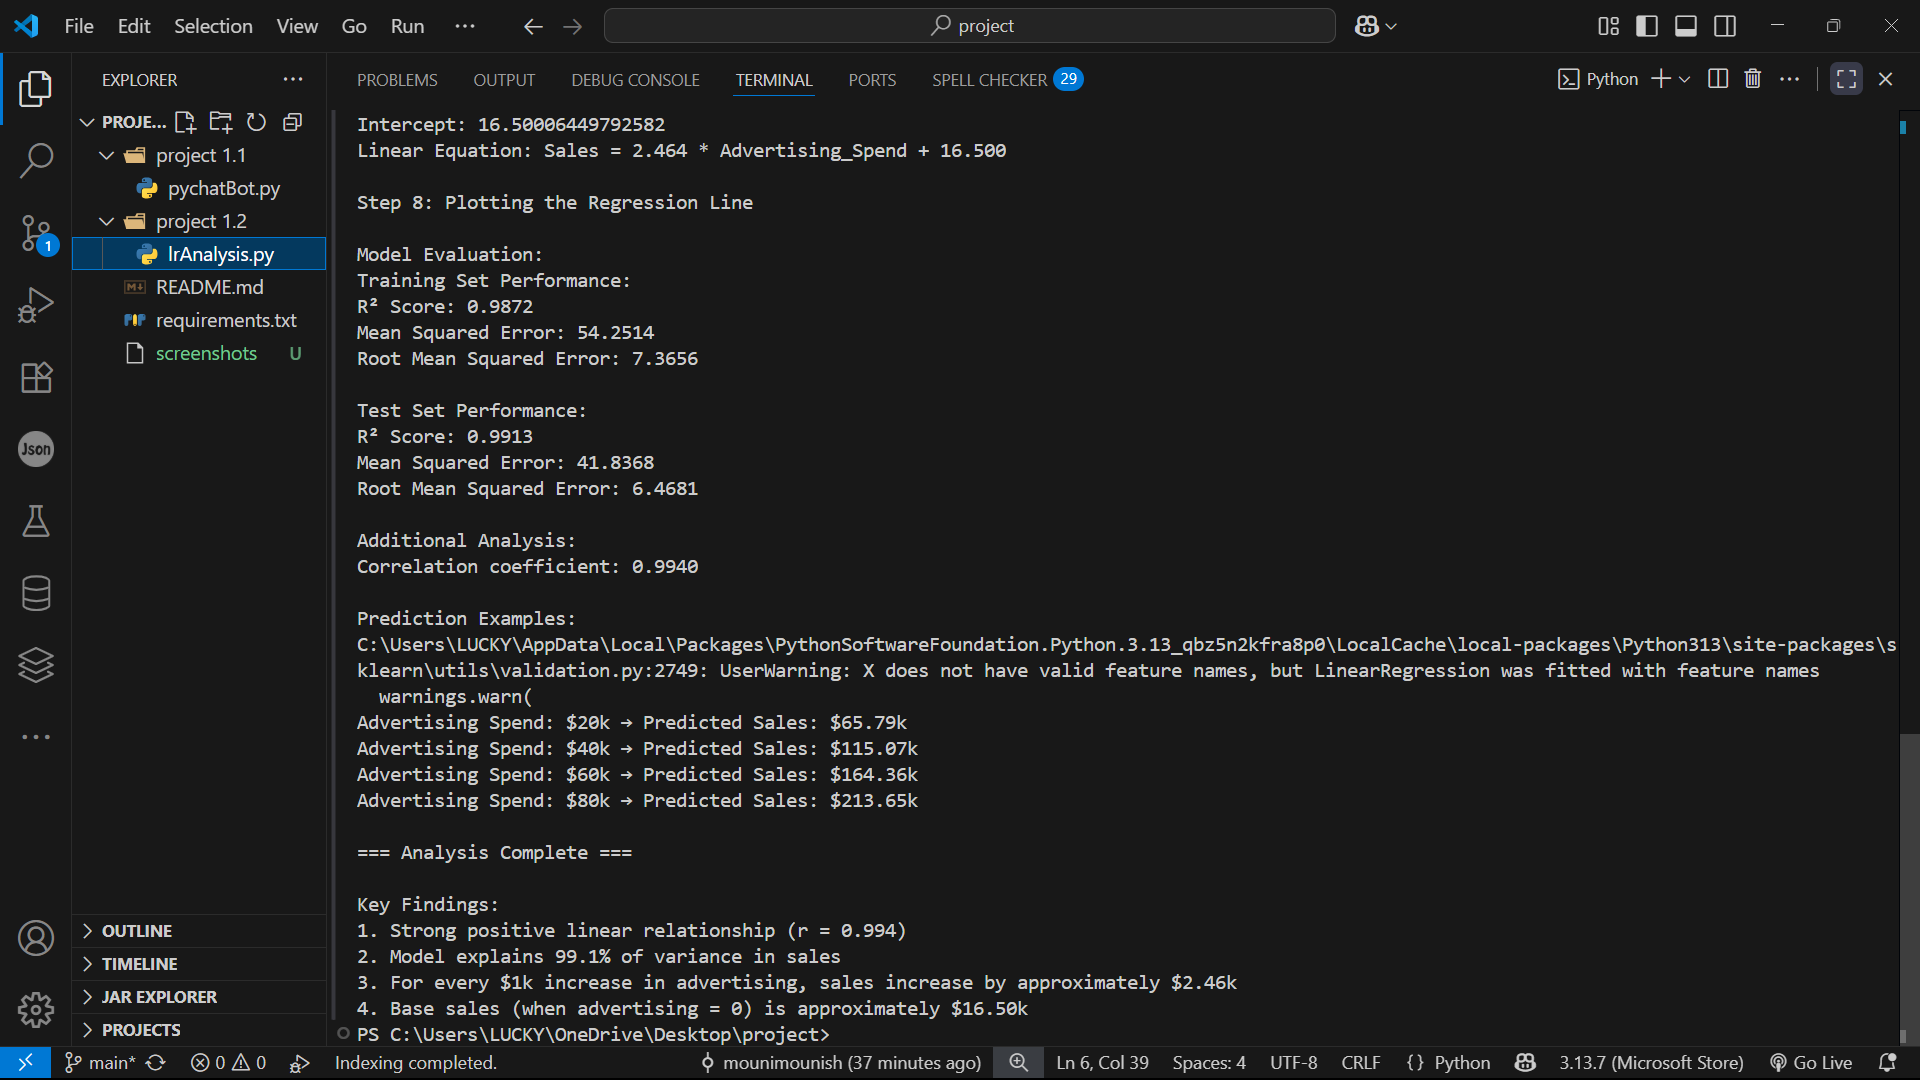 File Edit Selection View Go Run ··· project
EXPLORER ···
PROJE...
project 1.1
pychatBot.py
project 1.2
lrAnalysis.py
README.md
requirements.txt
screenshots U
1
Json
OUTLINE
TIMELINE
JAR EXPLORER
PROJECTS
PROBLEMS OUTPUT DEBUG CONSOLE TERMINAL PORTS SPELL CHECKER 29 Python
Intercept: 16.50006449792582
Linear Equation: Sales = 2.464 * Advertising_Spend + 16.500
Step 8: Plotting the Regression Line
Model Evaluation:
Training Set Performance:
R² Score: 0.9872
Mean Squared Error: 54.2514
Root Mean Squared Error: 7.3656
Test Set Performance:
R² Score: 0.9913
Mean Squared Error: 41.8368
Root Mean Squared Error: 6.4681
Additional Analysis:
Correlation coefficient: 0.9940
Prediction Examples:
C:\Users\LUCKY\AppData\Local\Packages\PythonSoftwareFoundation.Python.3.13_qbz5n2kfra8p0\LocalCache\local-packages\Python313\site-packages\s
klearn\utils\validation.py:2749: UserWarning: X does not have valid feature names, but LinearRegression was fitted with feature names
warnings.warn(
Advertising Spend: $20k → Predicted Sales: $65.79k
Advertising Spend: $40k → Predicted Sales: $115.07k
Advertising Spend: $60k → Predicted Sales: $164.36k
Advertising Spend: $80k → Predicted Sales: $213.65k
=== Analysis Complete ===
Key Findings:
1. Strong positive linear relationship (r = 0.994)
2. Model explains 99.1% of variance in sales
3. For every $1k increase in advertising, sales increase by approximately $2.46k
4. Base sales (when advertising = 0) is approximately $16.50k
PS C:\Users\LUCKY\OneDrive\Desktop\project>
main* 0 0 Indexing completed. mounimounish (37 minutes ago) Ln 6, Col 39 Spaces: 4 UTF-8 CRLF {} Python 3.13.7 (Microsoft Store) Go Live